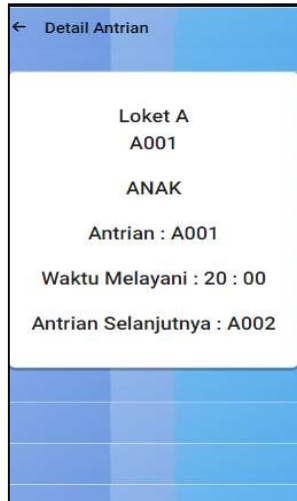 Detail Antrian
Loket A
A001
ANAK
Antrian : A001
Waktu Melayani : 20 : 00
Antrian Selanjutnya : A002